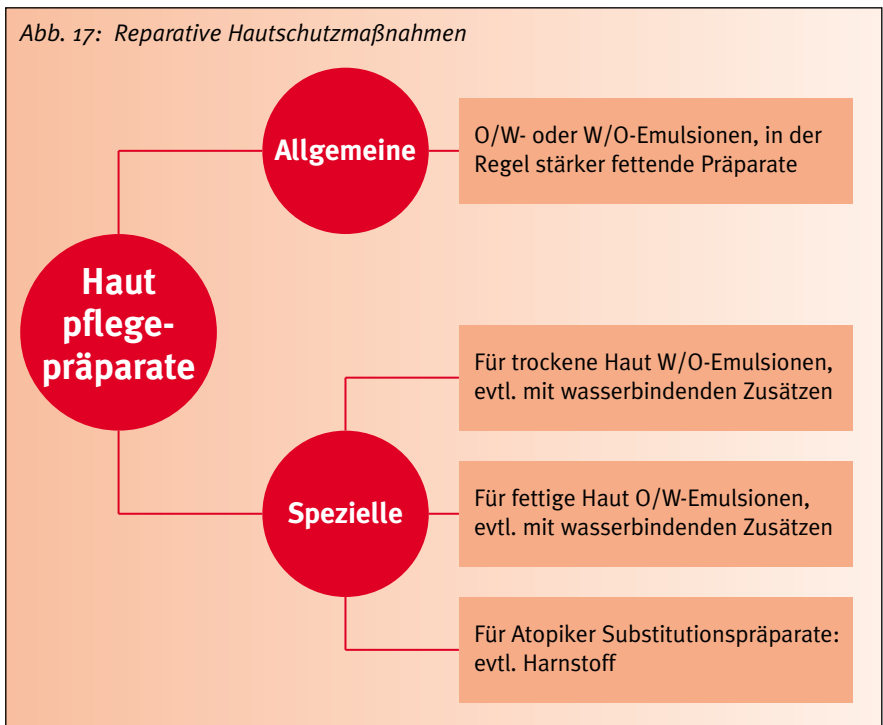 Abb. 17: Reparative Hautschutzmaßnahmen
Haut
pflege-
präparate
Allgemeine
O/W- oder W/O-Emulsionen, in der
Regel stärker fettende Präparate
Spezielle
Für trockene Haut W/O-Emulsionen,
evtl. mit wasserbindenden Zusätzen
Für fettige Haut O/W-Emulsionen,
evtl. mit wasserbindenden Zusätzen
Für Atopiker Substitutionspräparate:
evtl. Harnstoff